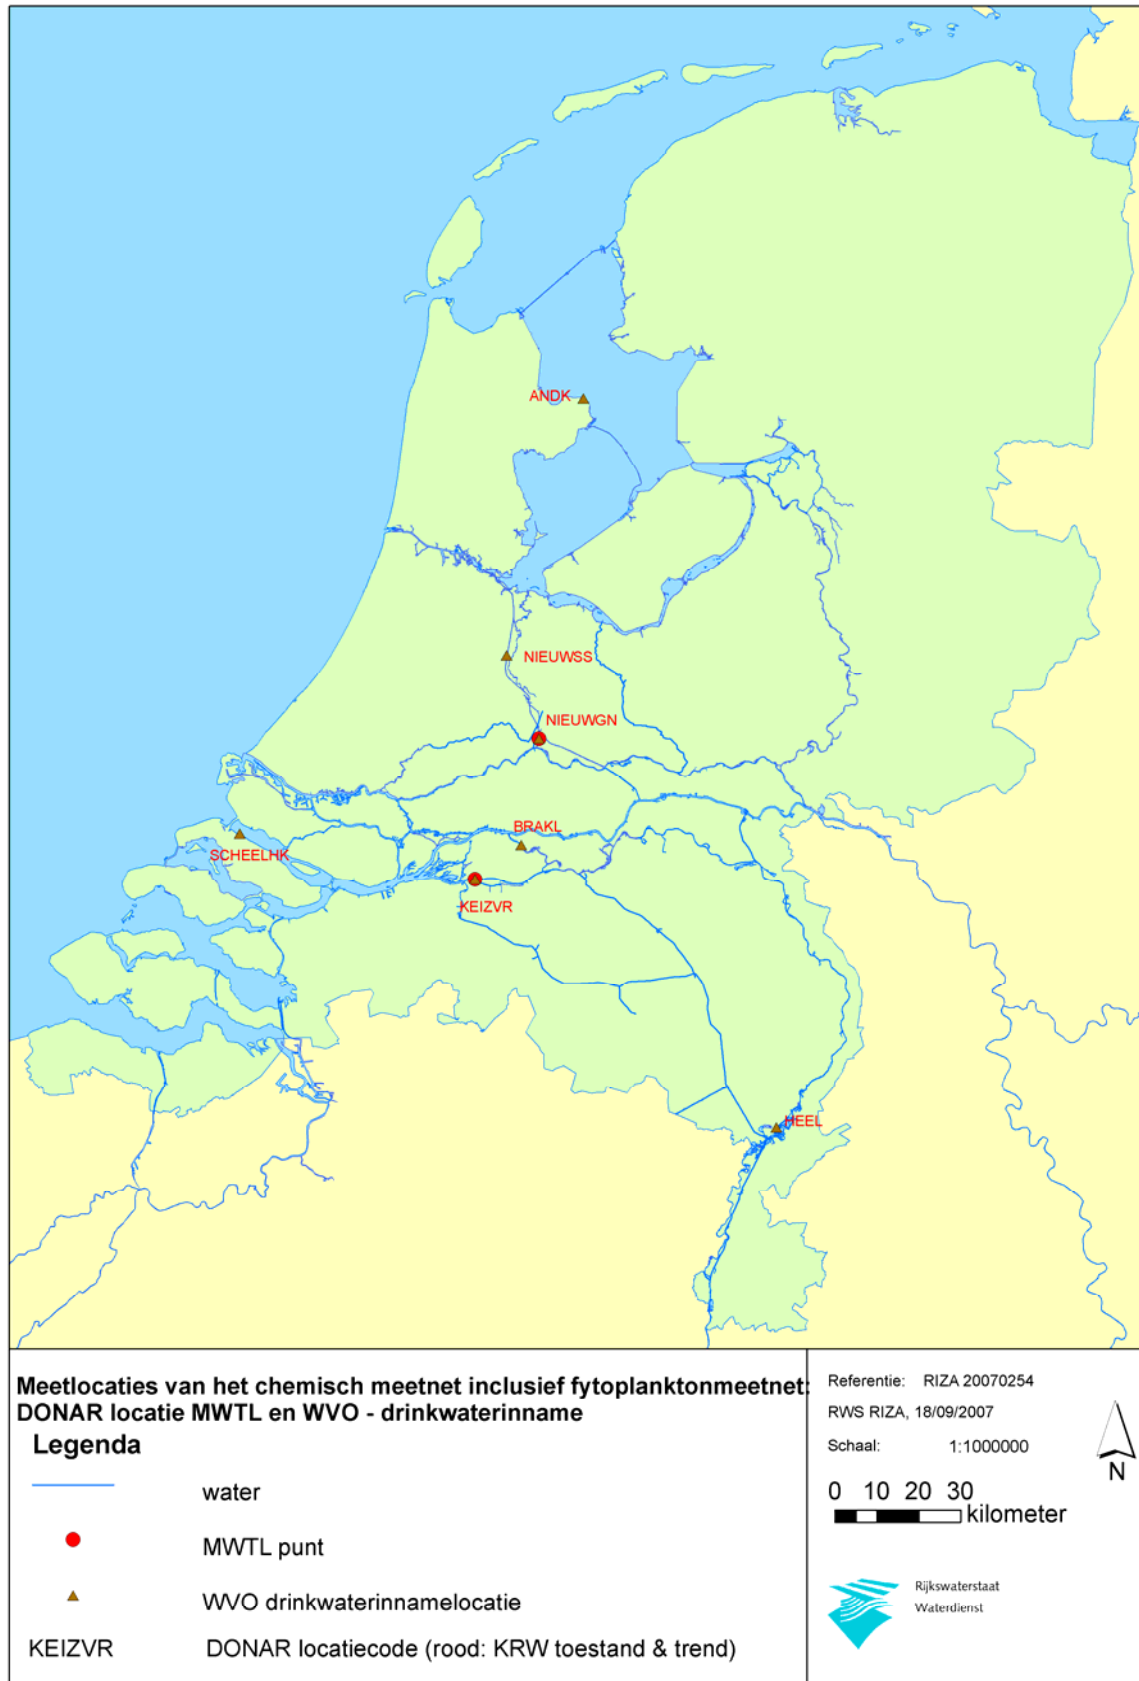 ANDK
NIEUWSS
NIEUWGN
BRAKL
SCHEELHK
KEIZVR
HEEL
Meetlocaties van het chemisch meetnet inclusief fytoplanktonmeetnet:
DONAR locatie MWTL en WVO - drinkwaterinname
Legenda
water
MWTL punt
WVO drinkwaterinnamelocatie
KEIZVR DONAR locatiecode (rood: KRW toestand & trend)
Referentie: RIZA 20070254
RWS RIZA, 18/09/2007
Schaal: 1:1000000
N
0 10 20 30
kilometer
Rijkswaterstaat
Waterdienst